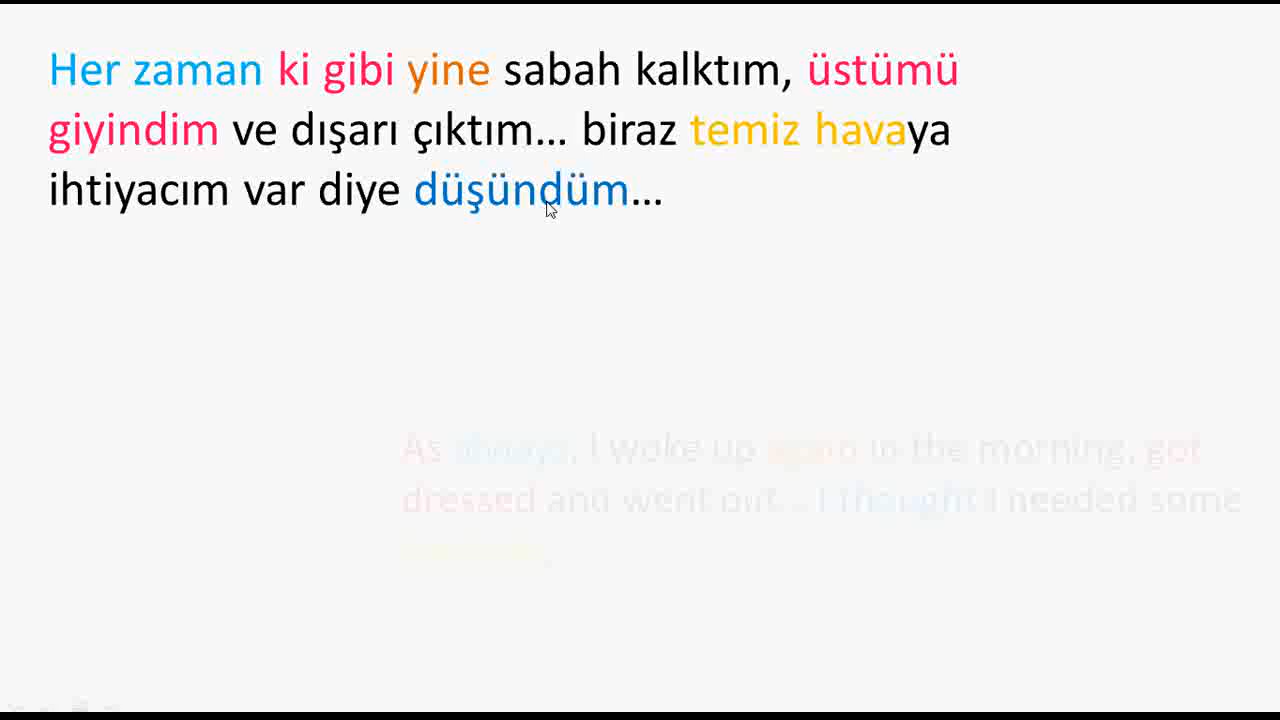 Her zaman ki gibi yine sabah kalktım, üstümü
giyindim ve dışarı çıktım... biraz temiz havaya
ihtiyacım var diye düşündüm...
As always, I woke up again in the morning, got
dressed and went out... I thought I needed some